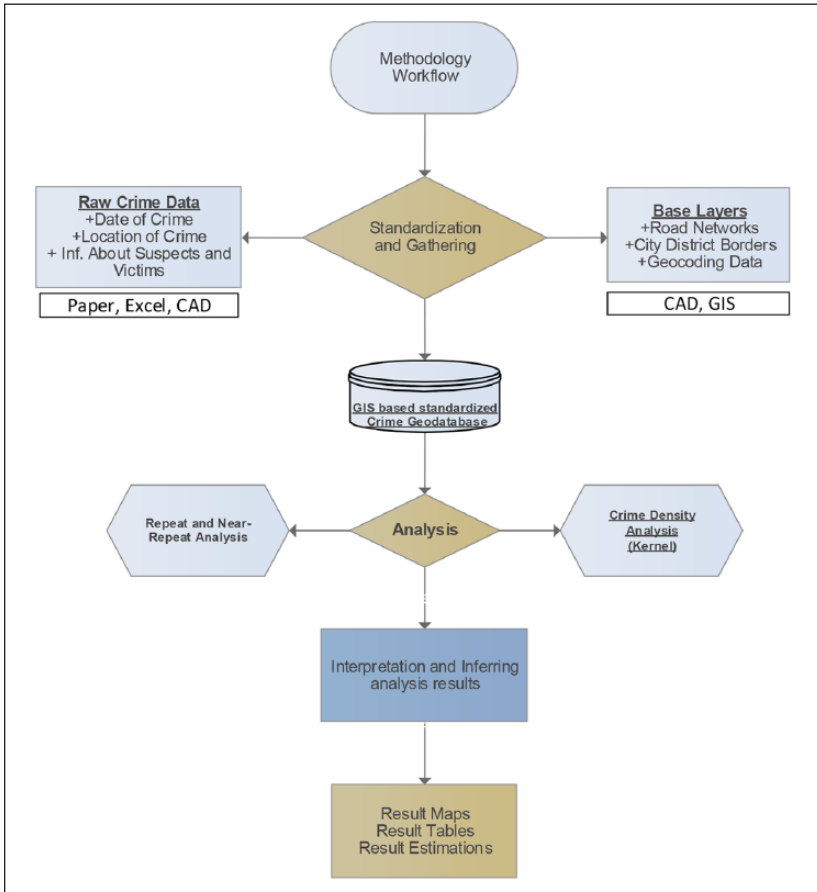 Methodology
Workflow
Raw Crime Data
+Date of Crime
+Location of Crime
+ Inf. About Suspects and
Victims
Paper, Excel, CAD
Standardization
and Gathering
Base Layers
+Road Networks
+City District Borders
+Geocoding Data
CAD, GIS
GIS based standardized
Crime Geodatabase
Repeat and Near-
Repeat Analysis
Analysis
Crime Density
Analysis
(Kernel)
Interpretation and Inferring
analysis results
Result Maps
Result Tables
Result Estimations